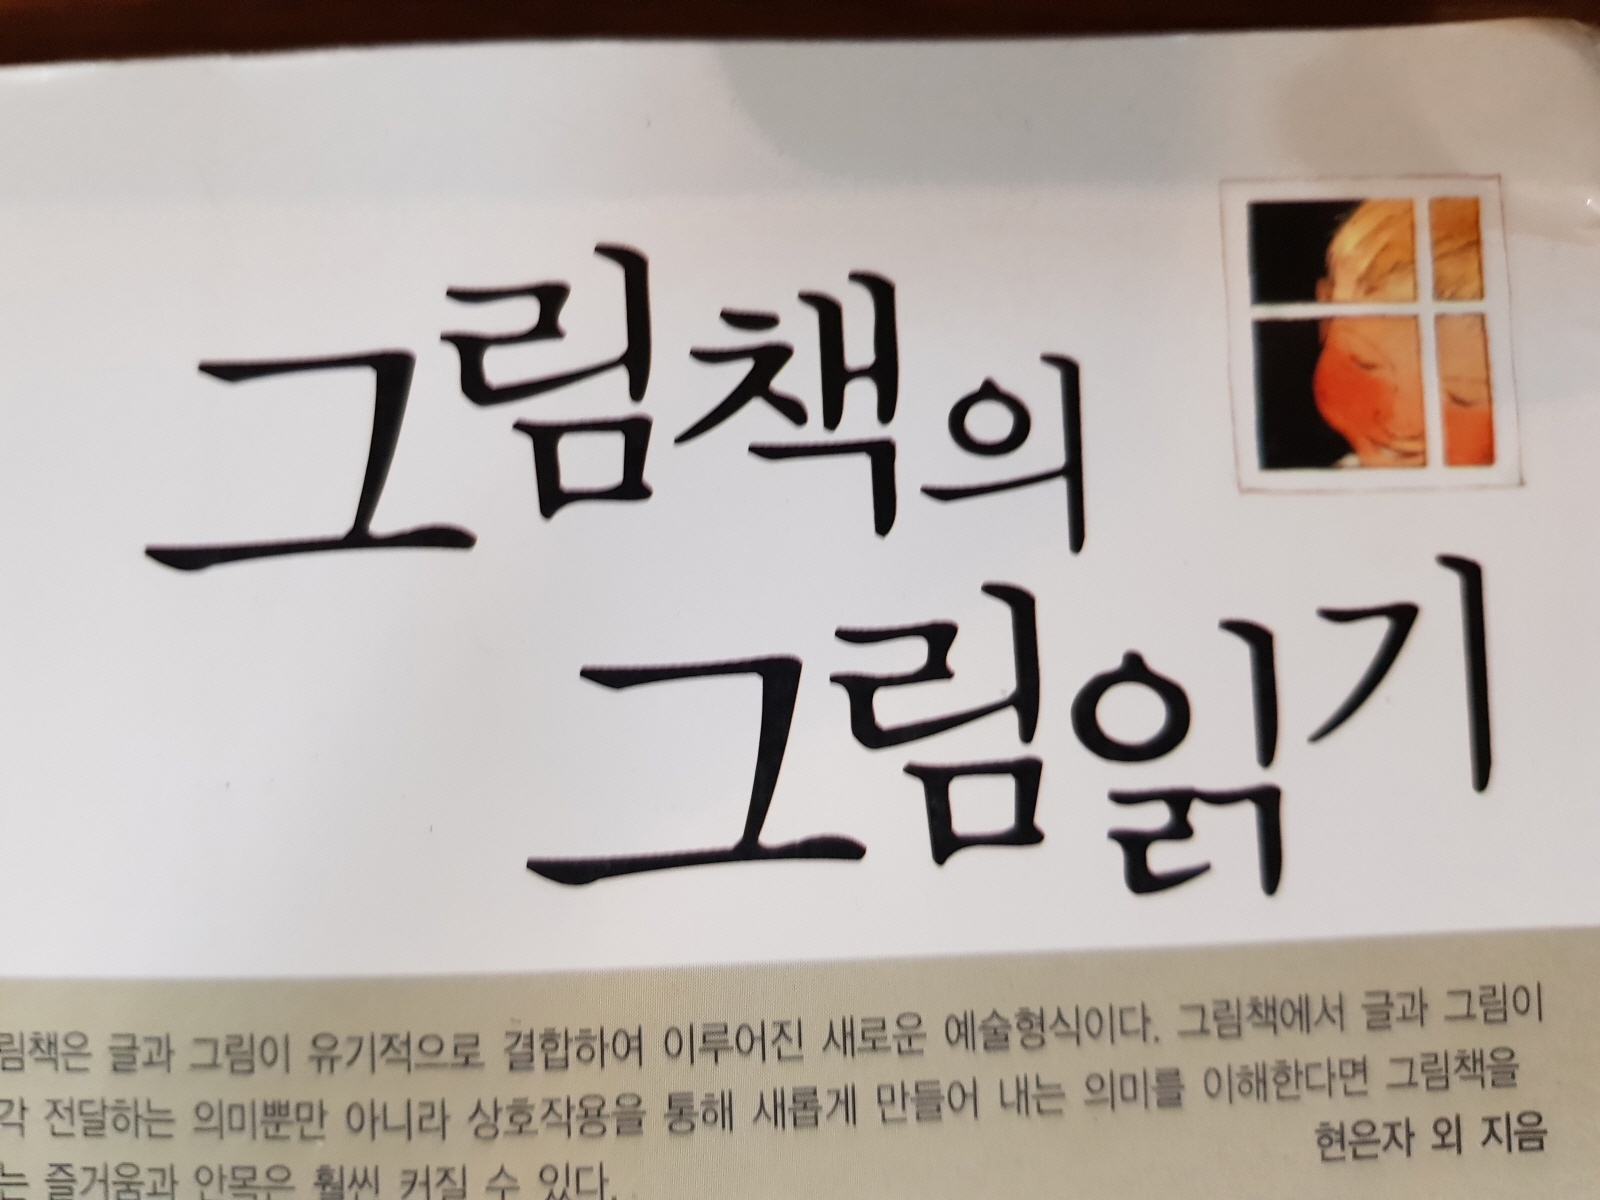 그림책의
그림읽기
림책은 글과 그림이 유기적으로 결합하여 이루어진 새로운 예술형식이다. 그림책에서 글과 그림이
각 전달하는 의미뿐만 아니라 상호작용을 통해 새롭게 만들어 내는 의미를 이해한다면 그림책을
는 즐거움과 안목은 훨씬 커질 수 있다.
현은자 외 지음